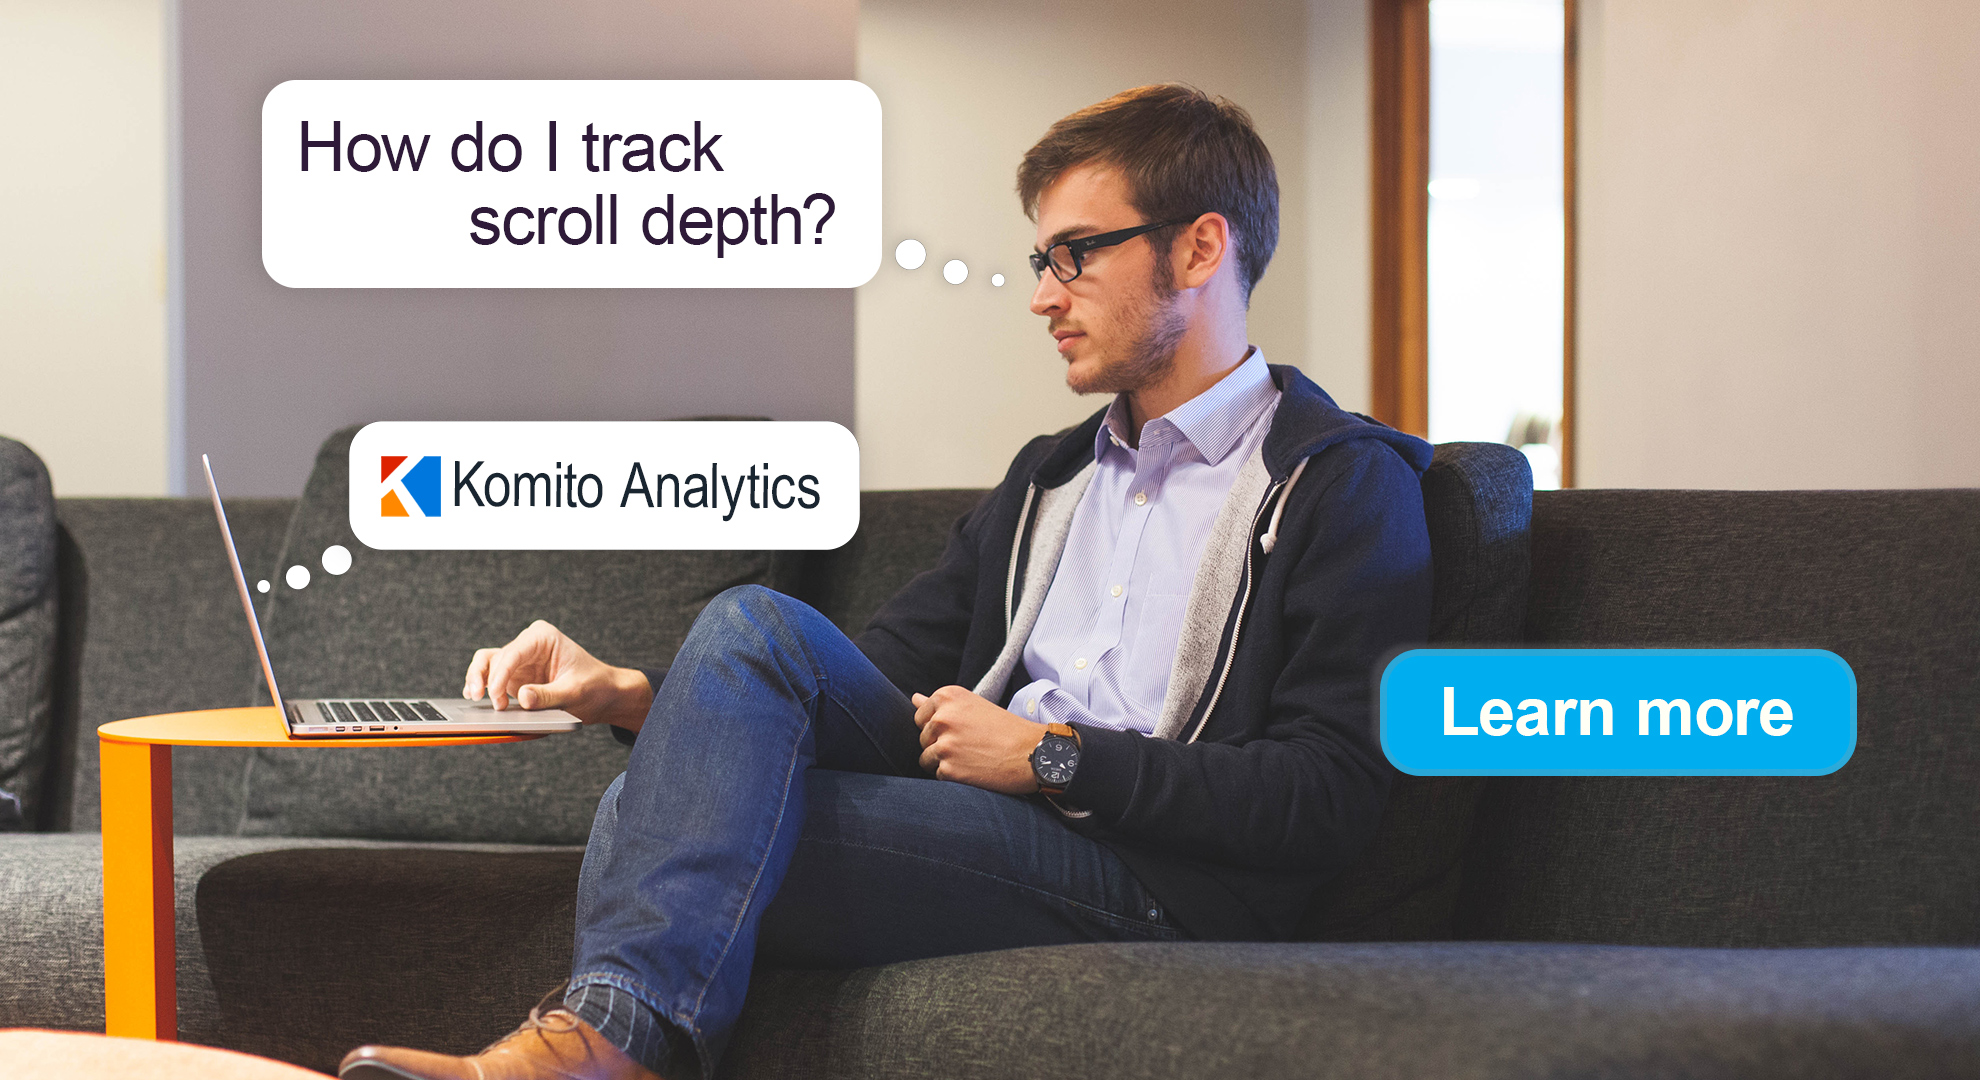 How do I track
scroll depth?
Komito Analytics
Learn more